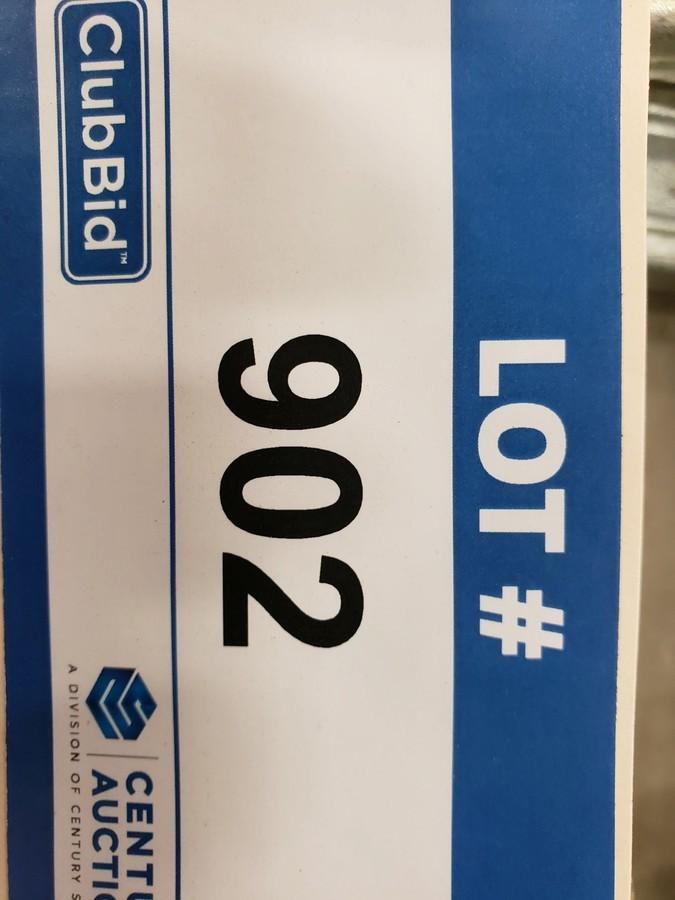 LOT #
902
ClubBid™
A DIVISION OF CENTURY